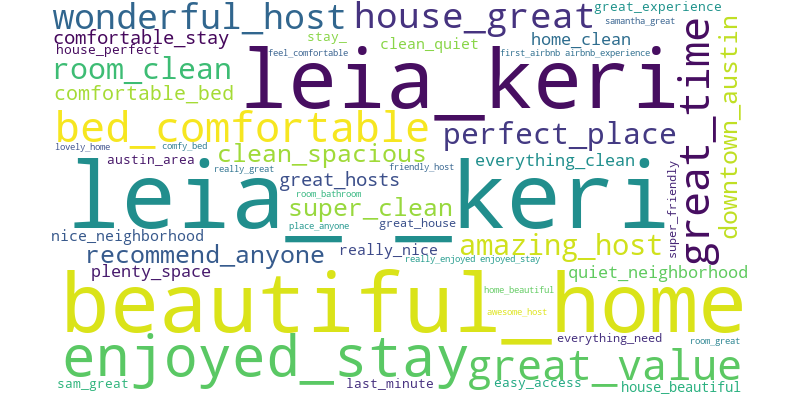 wonderful_host
house_great
great_experience
samantha_great
comfortable_stay
stay_
clean_quiet
home_clean
house_perfect
feel_comfortable
first_airbnb airbnb_experience
room_clean
leia_keri
great_time
downtown_austin
comfortable_bed
bed_comfortable
perfect_place
lovely_home
comfy_bed
austin_area
clean_spacious
everything_clean
really_great
friendly_host
great_hosts
super_friendly
leia_ _keri
room_bathroom
super_clean
place_anyone
great_house
nice_neighborhood
recommend_anyone
really_nice
amazing_host
really_enjoyed enjoyed_stay
plenty_space
quiet_neighborhood
beautiful_home
home_beautiful
awesome_host
enjoyed_stay
everything_need
room_great
great_value
sam_great
last_minute
easy_access
house_beautiful